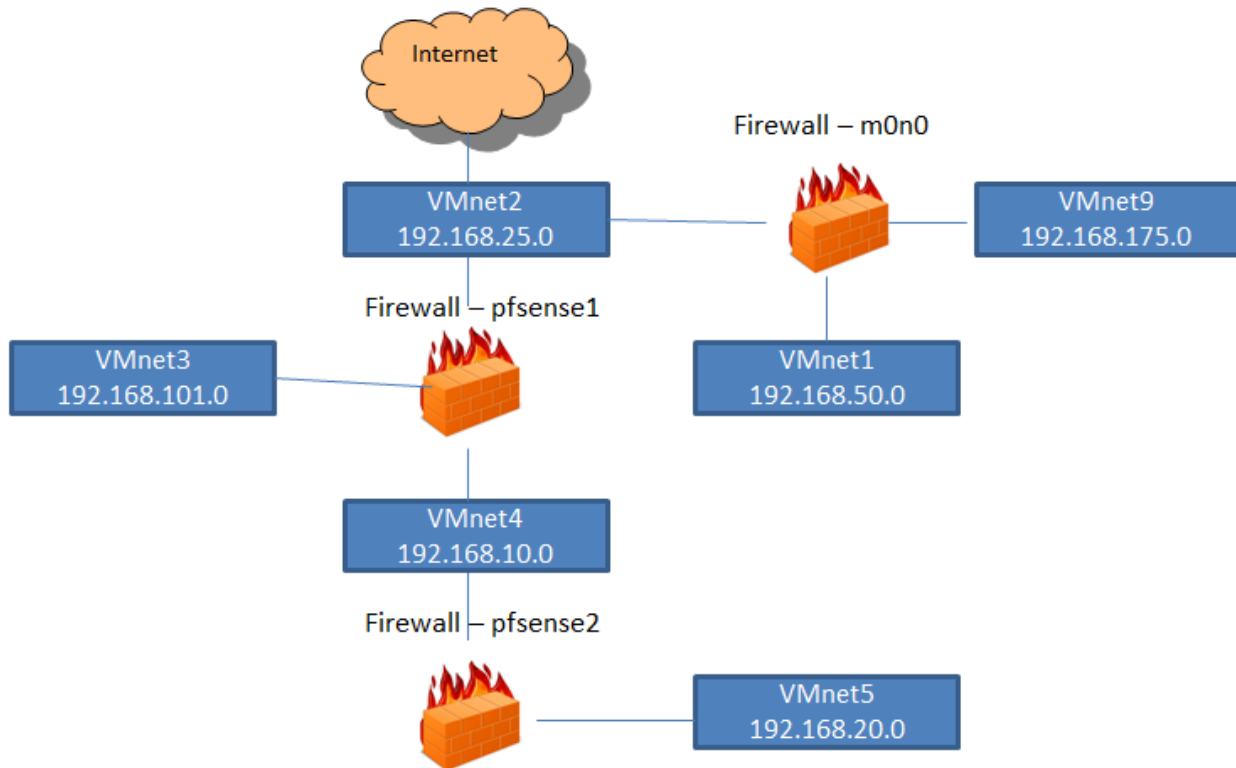 Internet
Firewall – m0n0
VMnet2
192.168.25.0
VMnet9
192.168.175.0
Firewall – pfsense1
VMnet3
192.168.101.0
VMnet1
192.168.50.0
VMnet4
192.168.10.0
Firewall – pfsense2
VMnet5
192.168.20.0